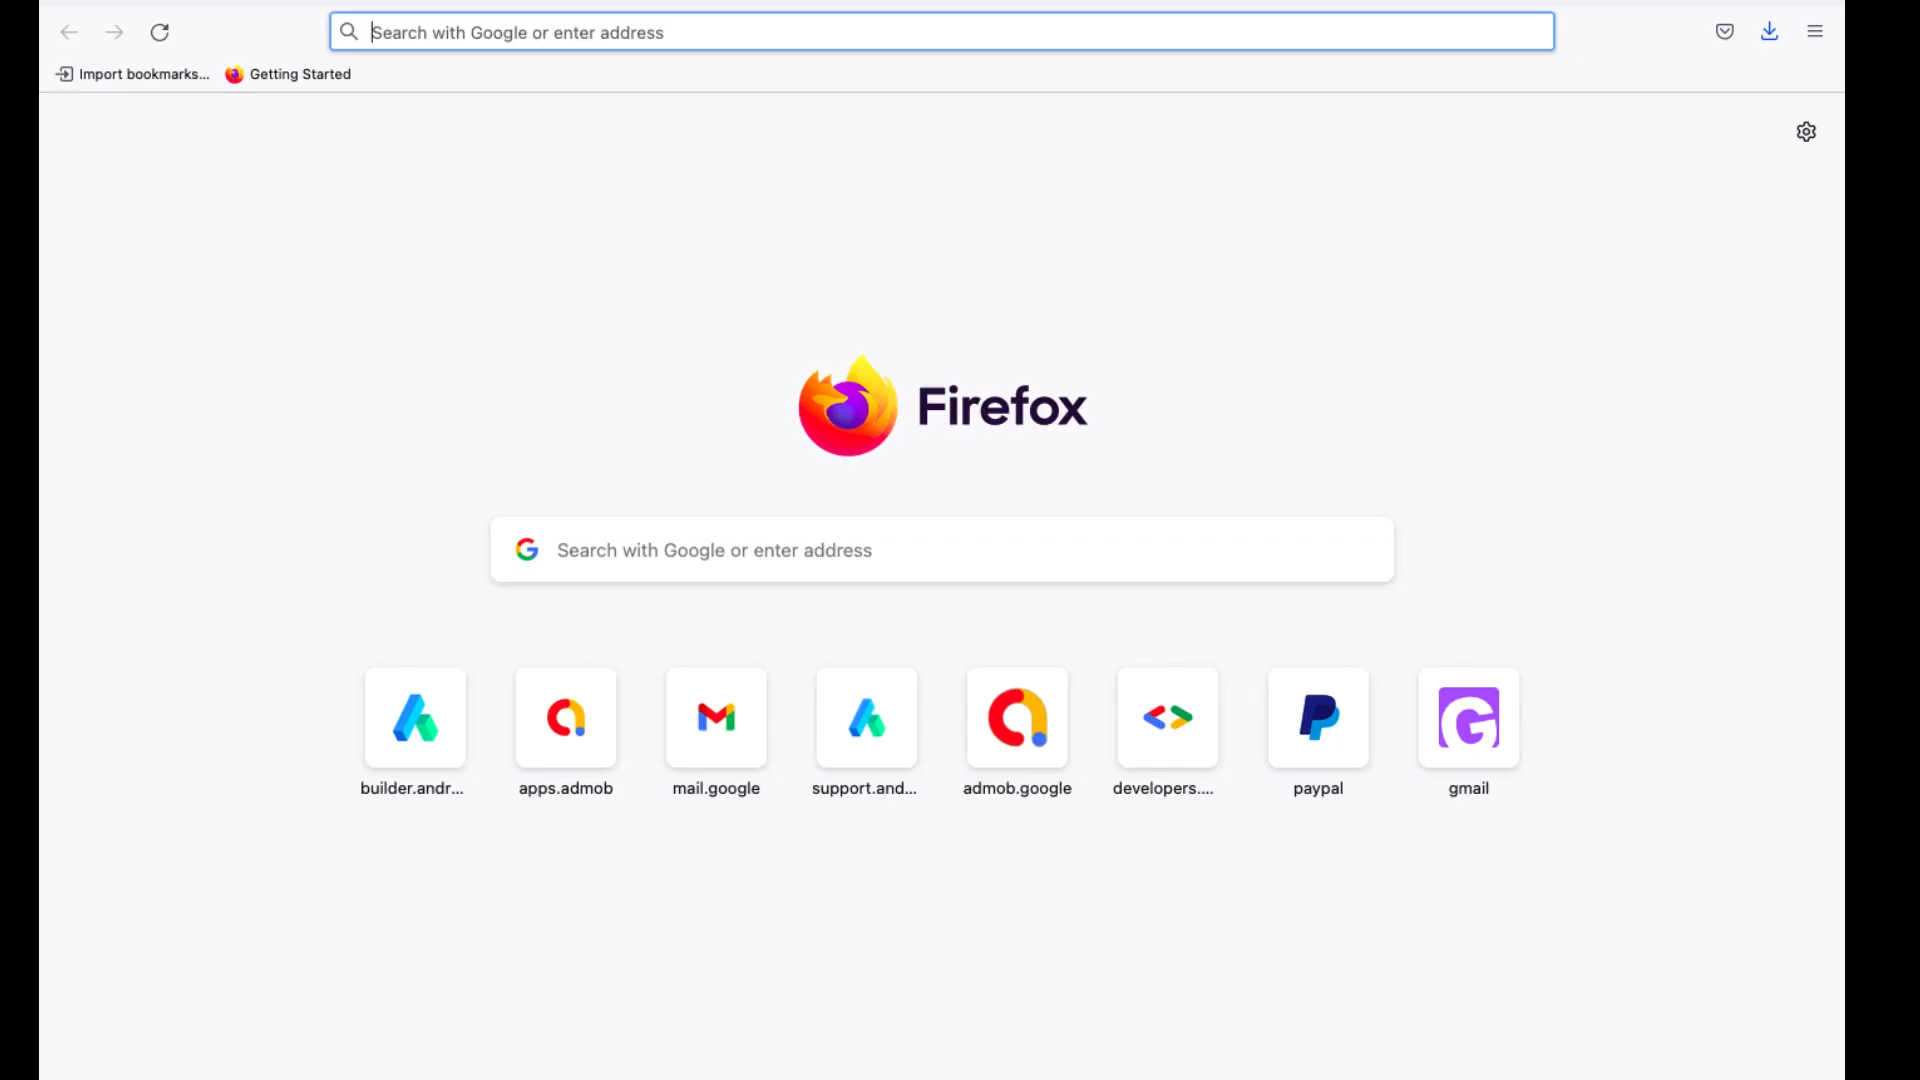 Search with Google or enter address
Import bookmarks...
Getting Started
Firefox
Search with Google or enter address
builder.andr...
apps.admob
mail.google
support.and...
admob.google
developers....
paypal
gmail